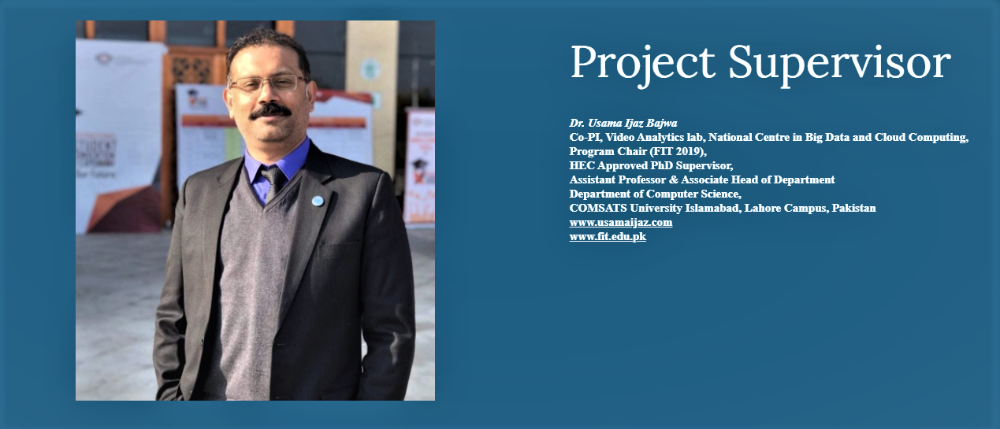 Project Supervisor
Dr. Usama Ijaz Bajwa
Co-PI, Video Analytics lab, National Centre in Big Data and Cloud Computing,
Program Chair (FIT 2019),
HEC Approved PhD Supervisor,
Assistant Professor & Associate Head of Department
Department of Computer Science,
COMSATS University Islamabad, Lahore Campus, Pakistan
www.usamaijaz.com
www.fit.edu.pk